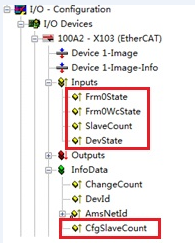 I/O - Configuration
I/O Devices
100A2 - X103 (EtherCAT)
Device 1-Image
Device 1-Image-Info
Inputs
Frm0State
Frm0WcState
SlaveCount
DevState
Outputs
InfoData
ChangeCount
DevId
AmsNetId
CfgSlaveCount